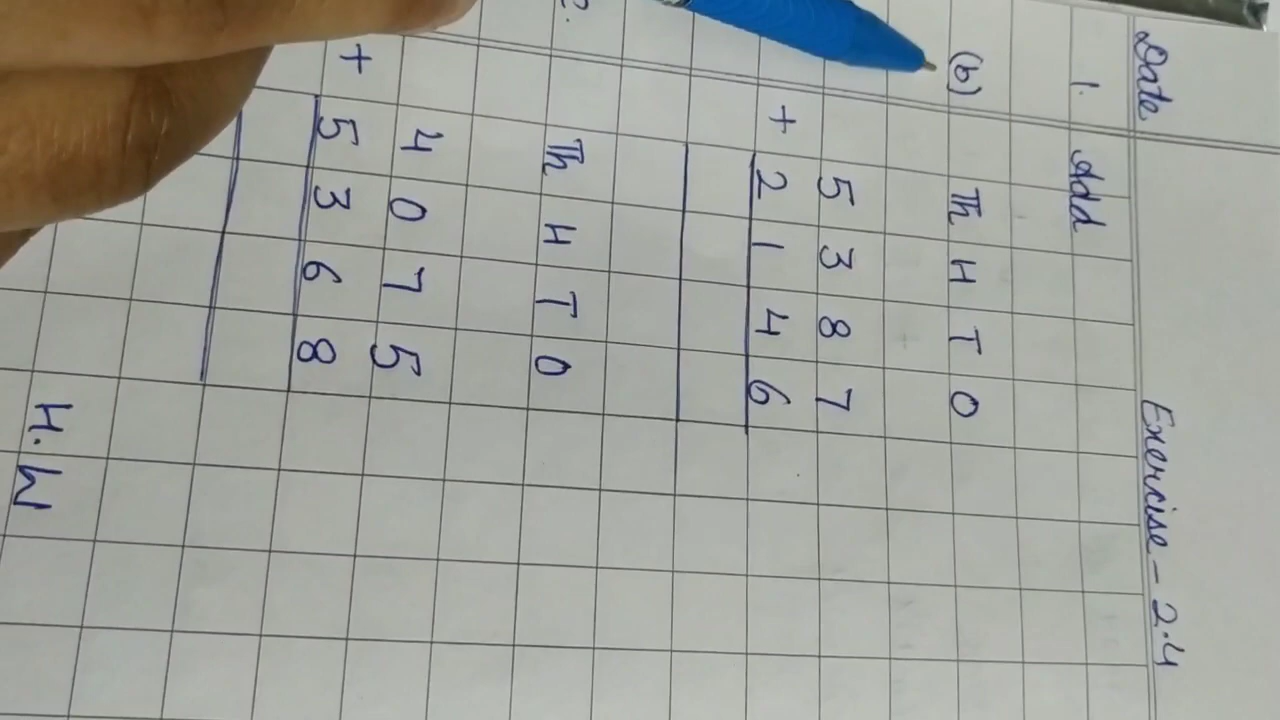 Date
Exercise - 2.4
1. Add
(b) Th H T O
5 3 8 7
+ 2 1 4 6
Th H T O
4 0 7 5
+ 5 3 6 8
H.W